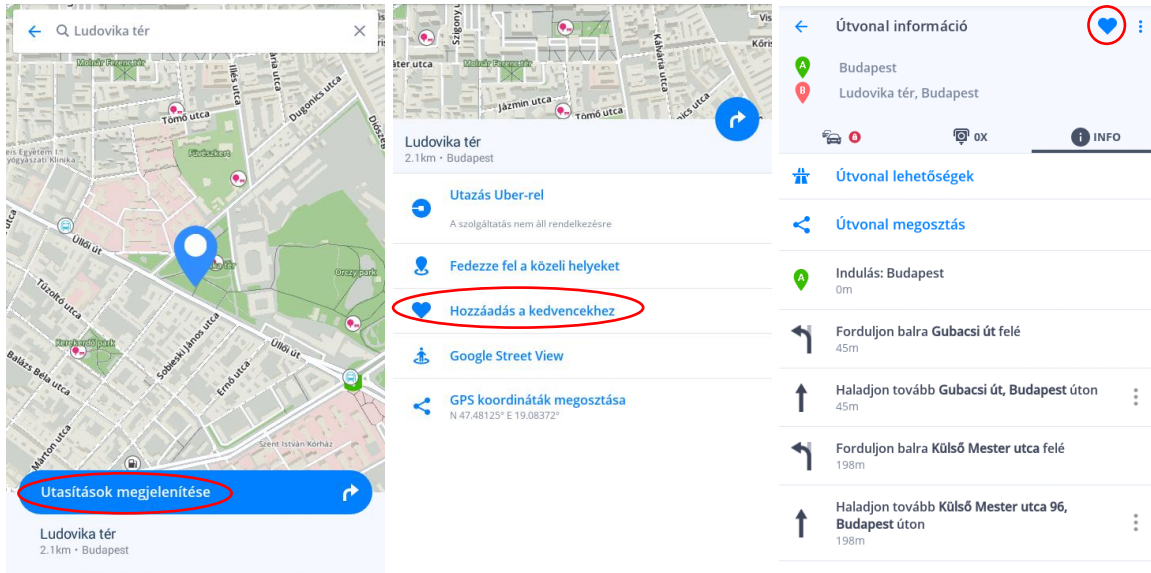 Ludovika tér
Molnár Ferenc tér
Illés utca
Dugonics utca
Tömő utca
Füvészkert
Üllői út
Orczy park
Tűzoltó utca
Kerekerdő park
Sobieski János utca
Üllői út
Balázs Béla utca
Ernő utca
Márton utca
Szent István Kórház
Utasítások megjelenítése
Ludovika tér
2.1km • Budapest
Szigony u
Kálvária utca
Molnár Ferenc tér
Jázmin utca
Tömő utca
Ludovika tér
2.1km • Budapest
Utazás Uber-rel
A szolgáltatás nem áll rendelkezésre
Fedezze fel a közeli helyeket
Hozzáadás a kedvencekhez
Google Street View
GPS koordináták megosztása
N 47.48125° E 19.08372°
Útvonal információ
A Budapest
B Ludovika tér, Budapest
0X
INFO
Útvonal lehetőségek
Útvonal megosztás
A Indulás: Budapest
0m
Forduljon balra Gubacsi út felé
45m
Haladjon tovább Gubacsi út, Budapest úton
45m
Forduljon balra Külső Mester utca felé
198m
Haladjon tovább Külső Mester utca 96,
Budapest úton
198m